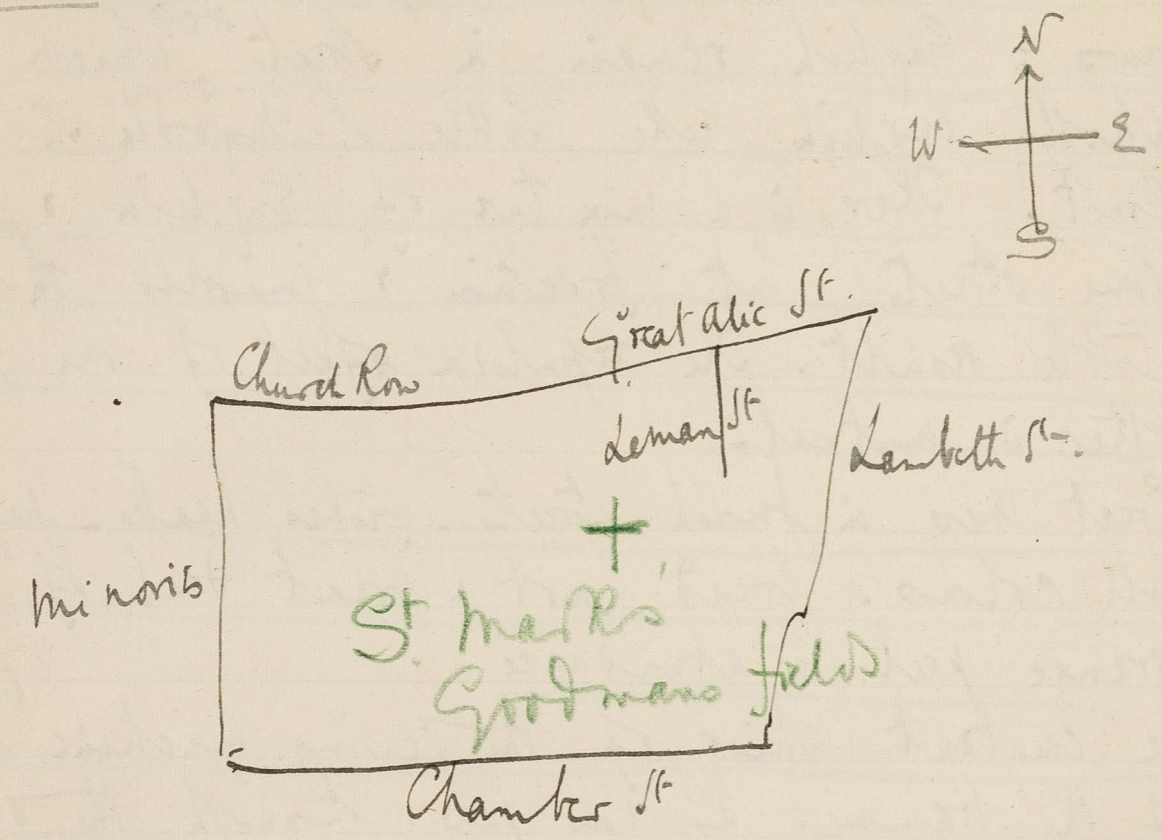 N
W E
S
Great Alie St.
Church Row
Leman St
Lambeth St.
Minories
St. Mark's
Goodmans fields
Chamber St